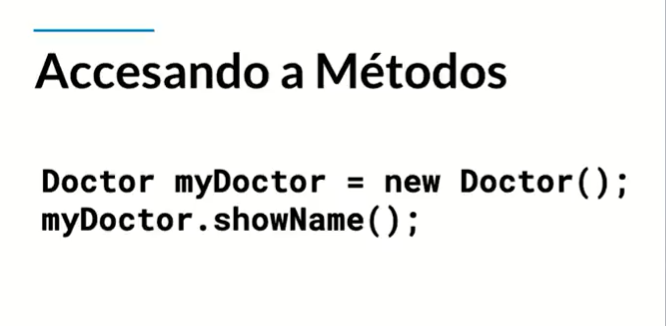 Accesando a Métodos
Doctor myDoctor = new Doctor();
myDoctor.showName();